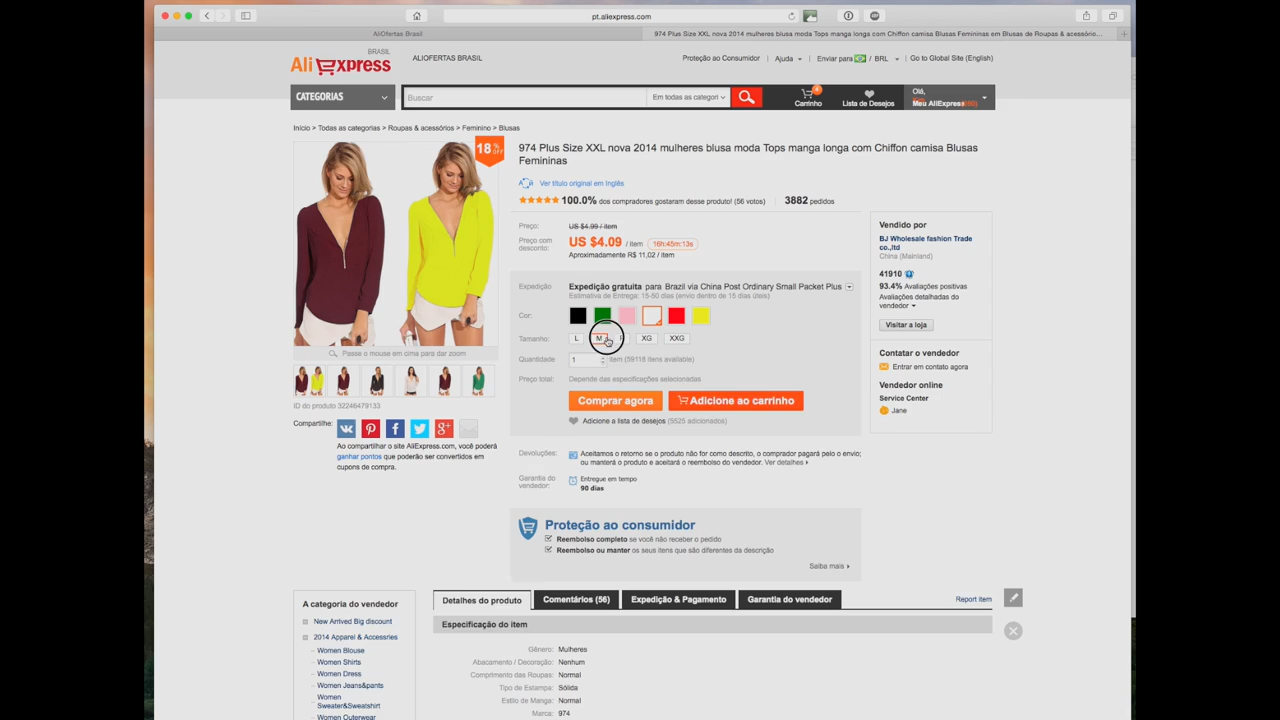 pt.aliexpress.com
AliOfertas Brasil
974 Plus Size XXL nova 2014 mulheres blusa moda Tops manga longa com Chiffon camisa Blusas Femininas em Blusas de Roupas & acessório...
BRASIL
AliExpress
ALIOFERTAS BRASIL
Proteção ao Consumidor
Ajuda
Enviar para / BRL
Go to Global Site (English)
CATEGORIAS
Buscar
Em todas as categori
4
Carrinho
Lista de Desejos
Olá,
Meu AliExpress
Início > Todas as categorias > Roupas & acessórios > Feminino > Blusas
18% OFF
974 Plus Size XXL nova 2014 mulheres blusa moda Tops manga longa com Chiffon camisa Blusas
Femininas
Ver título original em Inglês
100.0% dos compradores gostaram desse produto! (56 votos)
3882 pedidos
Preço: US $4.99 / item
Preço com
desconto:
US $4.09 / item 16h:45m:13s
Aproximadamente R$ 11,02 / item
Expedição: Expedição gratuita para Brazil via China Post Ordinary Small Packet Plus
Estimativa de Entrega: 15-50 dias (envio dentro de 15 dias úteis)
Cor:
Tamanho: L M XG XXG
Quantidade: 1 item (59118 itens available)
Preço total: Depende das especificações selecionadas
Comprar agora
Adicione ao carrinho
Adicione a lista de desejos (5525 adicionados)
Devoluções: Aceitamos o retorno se o produto não for como descrito, o comprador pagará pelo o envio;
ou manterá o produto e aceitará o reembolso do vendedor. Ver detalhes
Garantia do
vendedor:
Entregue em tempo
90 dias
Proteção ao consumidor
Reembolso completo se você não receber o pedido
Reembolso ou manter os seus itens que são diferentes da descrição
Saiba mais
Vendido por
BJ Wholesale fashion Trade
co.,ltd
China (Mainland)
41910
93.4% Avaliações positivas
Avaliações detalhadas do
vendedor
Visitar a loja
Contatar o vendedor
Entrar em contato agora
Vendedor online
Service Center
Jane
Passe o mouse em cima para dar zoom
ID do produto 32246479133
Compartilhe:
Ao compartilhar o site AliExpress.com, você poderá
ganhar pontos que poderão ser convertidos em
cupons de compra.
A categoria do vendedor
New Arrived Big discount
2014 Apparel & Accessries
Women Blouse
Women Shirts
Women Dress
Women Jeans&pants
Women
Sweater&Sweatshirt
Women Outerwear
Detalhes do produto
Comentários (56)
Expedição & Pagamento
Garantia do vendedor
Report item
Especificação do item
Gênero: Mulheres
Abacamento / Decoração: Nenhum
Comprimento das Roupas: Normal
Tipo de Estampa: Sólida
Estilo de Manga: Normal
Marca: 974